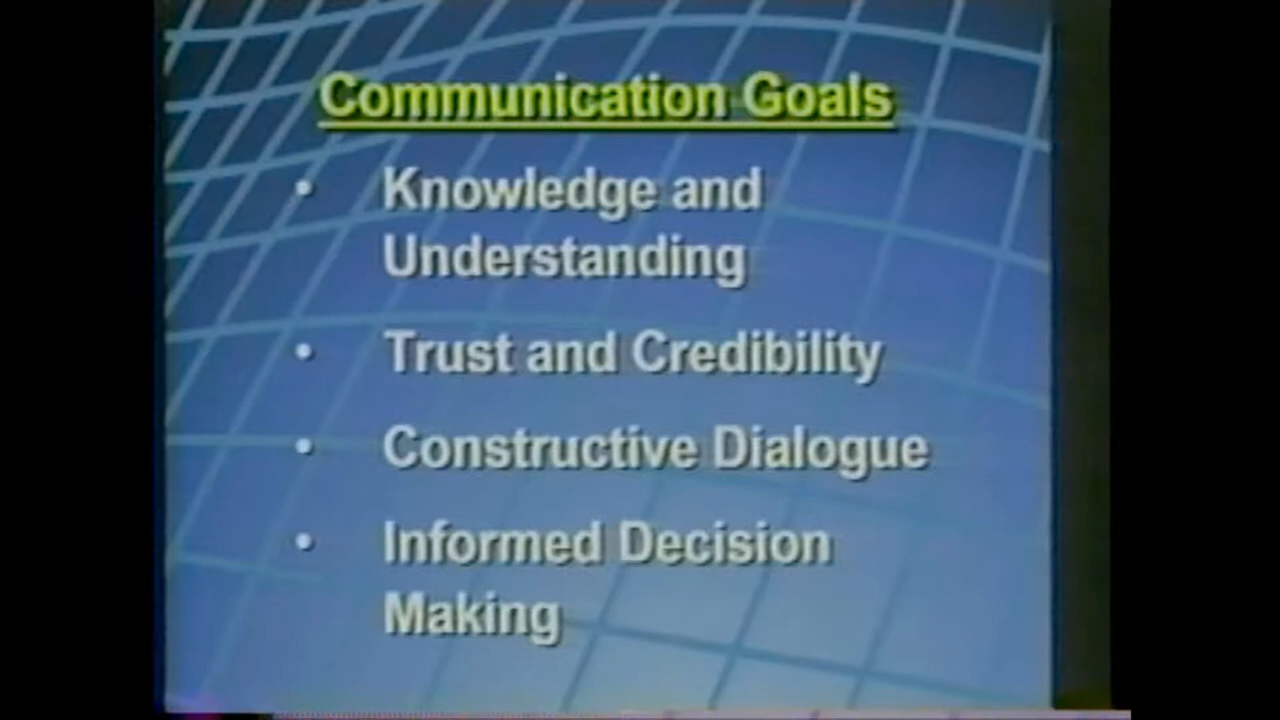 Communication Goals
• Knowledge and
Understanding
• Trust and Credibility
• Constructive Dialogue
• Informed Decision
Making